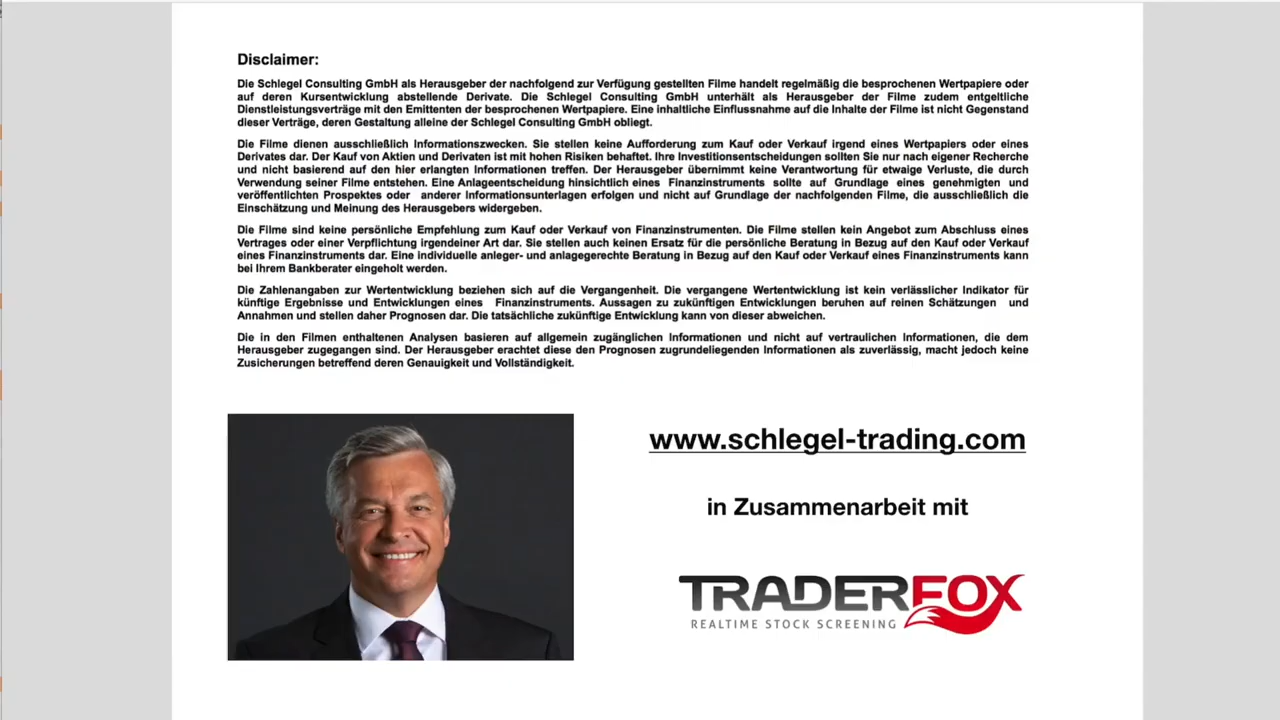 Disclaimer:
Die Schlegel Consulting GmbH als Herausgeber der nachfolgend zur Verfügung gestellten Filme handelt regelmäßig die besprochenen Wertpapiere oder
auf deren Kursentwicklung abstellende Derivate. Die Schlegel Consulting GmbH unterhält als Herausgeber der Filme zudem entgeltliche
Dienstleistungsverträge mit den Emittenten der besprochenen Wertpapiere. Eine inhaltliche Einflussnahme auf die Inhalte der Filme ist nicht Gegenstand
dieser Verträge, deren Gestaltung alleine der Schlegel Consulting GmbH obliegt.
Die Filme dienen ausschließlich Informationszwecken. Sie stellen keine Aufforderung zum Kauf oder Verkauf irgend eines Wertpapiers oder eines
Derivates dar. Der Kauf von Aktien und Derivaten ist mit hohen Risiken behaftet. Ihre Investitionsentscheidungen sollten Sie nur nach eigener Recherche
und nicht basierend auf den hier erlangten Informationen treffen. Der Herausgeber übernimmt keine Verantwortung für etwaige Verluste, die durch
Verwendung seiner Filme entstehen. Eine Anlageentscheidung hinsichtlich eines Finanzinstruments sollte auf Grundlage eines genehmigten und
veröffentlichten Prospektes oder anderer Informationsunterlagen erfolgen und nicht auf Grundlage der nachfolgenden Filme, die ausschließlich die
Einschätzung und Meinung des Herausgebers widergeben.
Die Filme sind keine persönliche Empfehlung zum Kauf oder Verkauf von Finanzinstrumenten. Die Filme stellen kein Angebot zum Abschluss eines
Vertrages oder einer Verpflichtung irgendeiner Art dar. Sie stellen auch keinen Ersatz für die persönliche Beratung in Bezug auf den Kauf oder Verkauf
eines Finanzinstruments dar. Eine individuelle anleger- und anlagegerechte Beratung in Bezug auf den Kauf oder Verkauf eines Finanzinstruments kann
bei Ihrem Bankberater eingeholt werden.
Die Zahlenangaben zur Wertentwicklung beziehen sich auf die Vergangenheit. Die vergangene Wertentwicklung ist kein verlässlicher Indikator für
künftige Ergebnisse und Entwicklungen eines Finanzinstruments. Aussagen zu zukünftigen Entwicklungen beruhen auf reinen Schätzungen und
Annahmen und stellen daher Prognosen dar. Die tatsächliche zukünftige Entwicklung kann von dieser abweichen.
Die in den Filmen enthaltenen Analysen basieren auf allgemein zugänglichen Informationen und nicht auf vertraulichen Informationen, die dem
Herausgeber zugegangen sind. Der Herausgeber erachtet diese den Prognosen zugrundeliegenden Informationen als zuverlässig, macht jedoch keine
Zusicherungen betreffend deren Genauigkeit und Vollständigkeit.
www.schlegel-trading.com
in Zusammenarbeit mit
TRADERFOX
REALTIME STOCK SCREENING